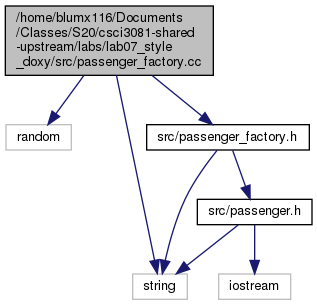 /home/blumx116/Documents
/Classes/S20/csci3081-shared
-upstream/labs/lab07_style
_doxy/src/passenger_factory.cc
random
src/passenger_factory.h
src/passenger.h
string
iostream